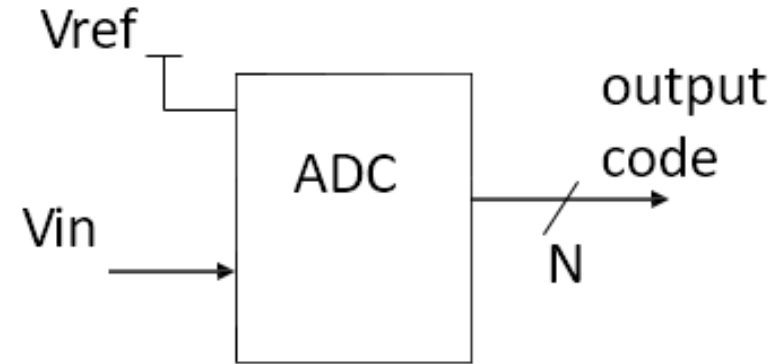 Vref
output
code
ADC
Vin
N